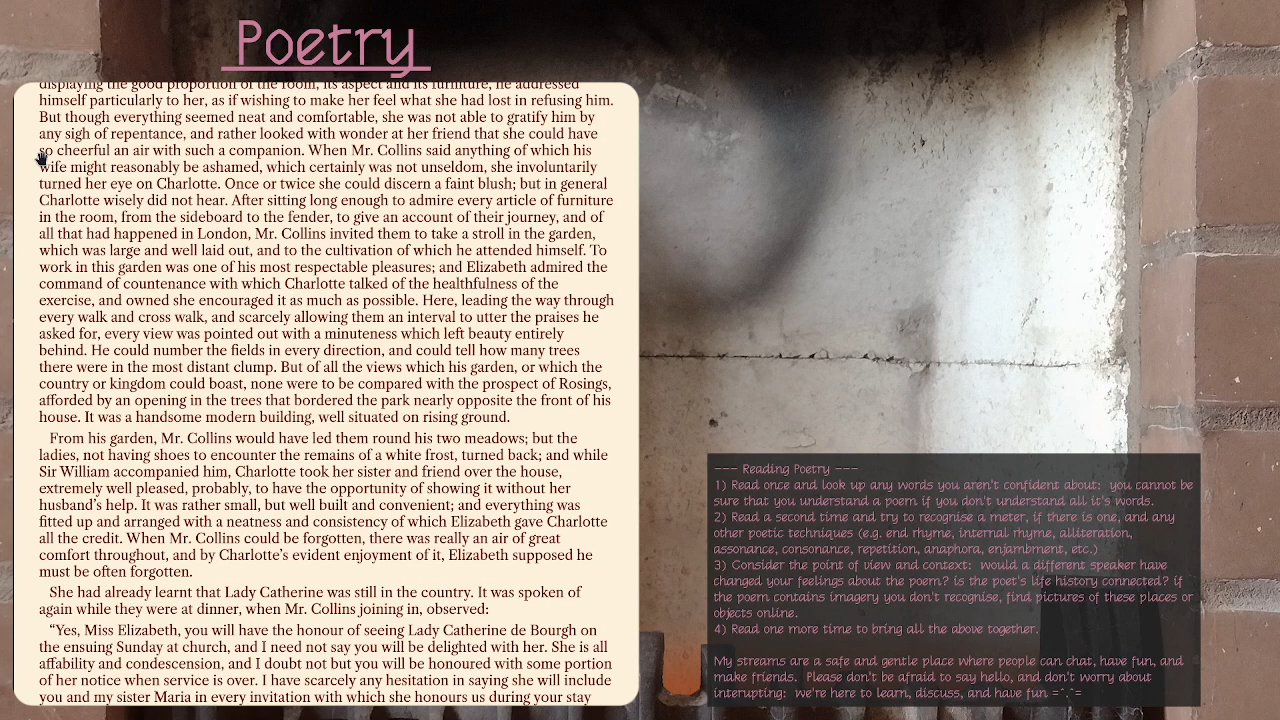 Poetry
displaying the good proportion of the room, its aspect and its furniture, he addressed
himself particularly to her, as if wishing to make her feel what she had lost in refusing him.
But though everything seemed neat and comfortable, she was not able to gratify him by
any sigh of repentance, and rather looked with wonder at her friend that she could have
so cheerful an air with such a companion. When Mr. Collins said anything of which his
wife might reasonably be ashamed, which certainly was not unseldom, she involuntarily
turned her eye on Charlotte. Once or twice she could discern a faint blush; but in general
Charlotte wisely did not hear. After sitting long enough to admire every article of furniture
in the room, from the sideboard to the fender, to give an account of their journey, and of
all that had happened in London, Mr. Collins invited them to take a stroll in the garden,
which was large and well laid out, and to the cultivation of which he attended himself. To
work in this garden was one of his most respectable pleasures; and Elizabeth admired the
command of countenance with which Charlotte talked of the healthfulness of the
exercise, and owned she encouraged it as much as possible. Here, leading the way through
every walk and cross walk, and scarcely allowing them an interval to utter the praises he
asked for, every view was pointed out with a minuteness which left beauty entirely
behind. He could number the fields in every direction, and could tell how many trees
there were in the most distant clump. But of all the views which his garden, or which the
country or kingdom could boast, none were to be compared with the prospect of Rosings,
afforded by an opening in the trees that bordered the park nearly opposite the front of his
house. It was a handsome modern building, well situated on rising ground.
From his garden, Mr. Collins would have led them round his two meadows; but the
ladies, not having shoes to encounter the remains of a white frost, turned back; and while
Sir William accompanied him, Charlotte took her sister and friend over the house,
extremely well pleased, probably, to have the opportunity of showing it without her
husband's help. It was rather small, but well built and convenient; and everything was
fitted up and arranged with a neatness and consistency of which Elizabeth gave Charlotte
all the credit. When Mr. Collins could be forgotten, there was really an air of great
comfort throughout, and by Charlotte's evident enjoyment of it, Elizabeth supposed he
must be often forgotten.
She had already learnt that Lady Catherine was still in the country. It was spoken of
again while they were at dinner, when Mr. Collins joining in, observed:
“Yes, Miss Elizabeth, you will have the honour of seeing Lady Catherine de Bourgh on
the ensuing Sunday at church, and I need not say you will be delighted with her. She is all
affability and condescension, and I doubt not but you will be honoured with some portion
of her notice when service is over. I have scarcely any hesitation in saying she will include
you and my sister Maria in every invitation with which she honours us during your stay
--- Reading Poetry ---
1) Read once and look up any words you aren't confident about: you cannot be
sure that you understand a poem if you don't understand all it's words.
2) Read a second time and try to recognise a meter, if there is one, and any
other poetic techniques (e.g. end rhyme, internal rhyme, alliteration,
assonance, consonance, repetition, anaphora, enjambment, etc.)
3) Consider the point of view and context: would a different speaker have
changed your feelings about the poem? is the poet's life history connected? if
the poem contains imagery you don't recognise, find pictures of these places or
objects online.
4) Read one more time to bring all the above together.
My streams are a safe and gentle place where people can chat, have fun, and
make friends. Please don't be afraid to say hello, and don't worry about
interupting: we're here to learn, discuss, and have fun =^.^=